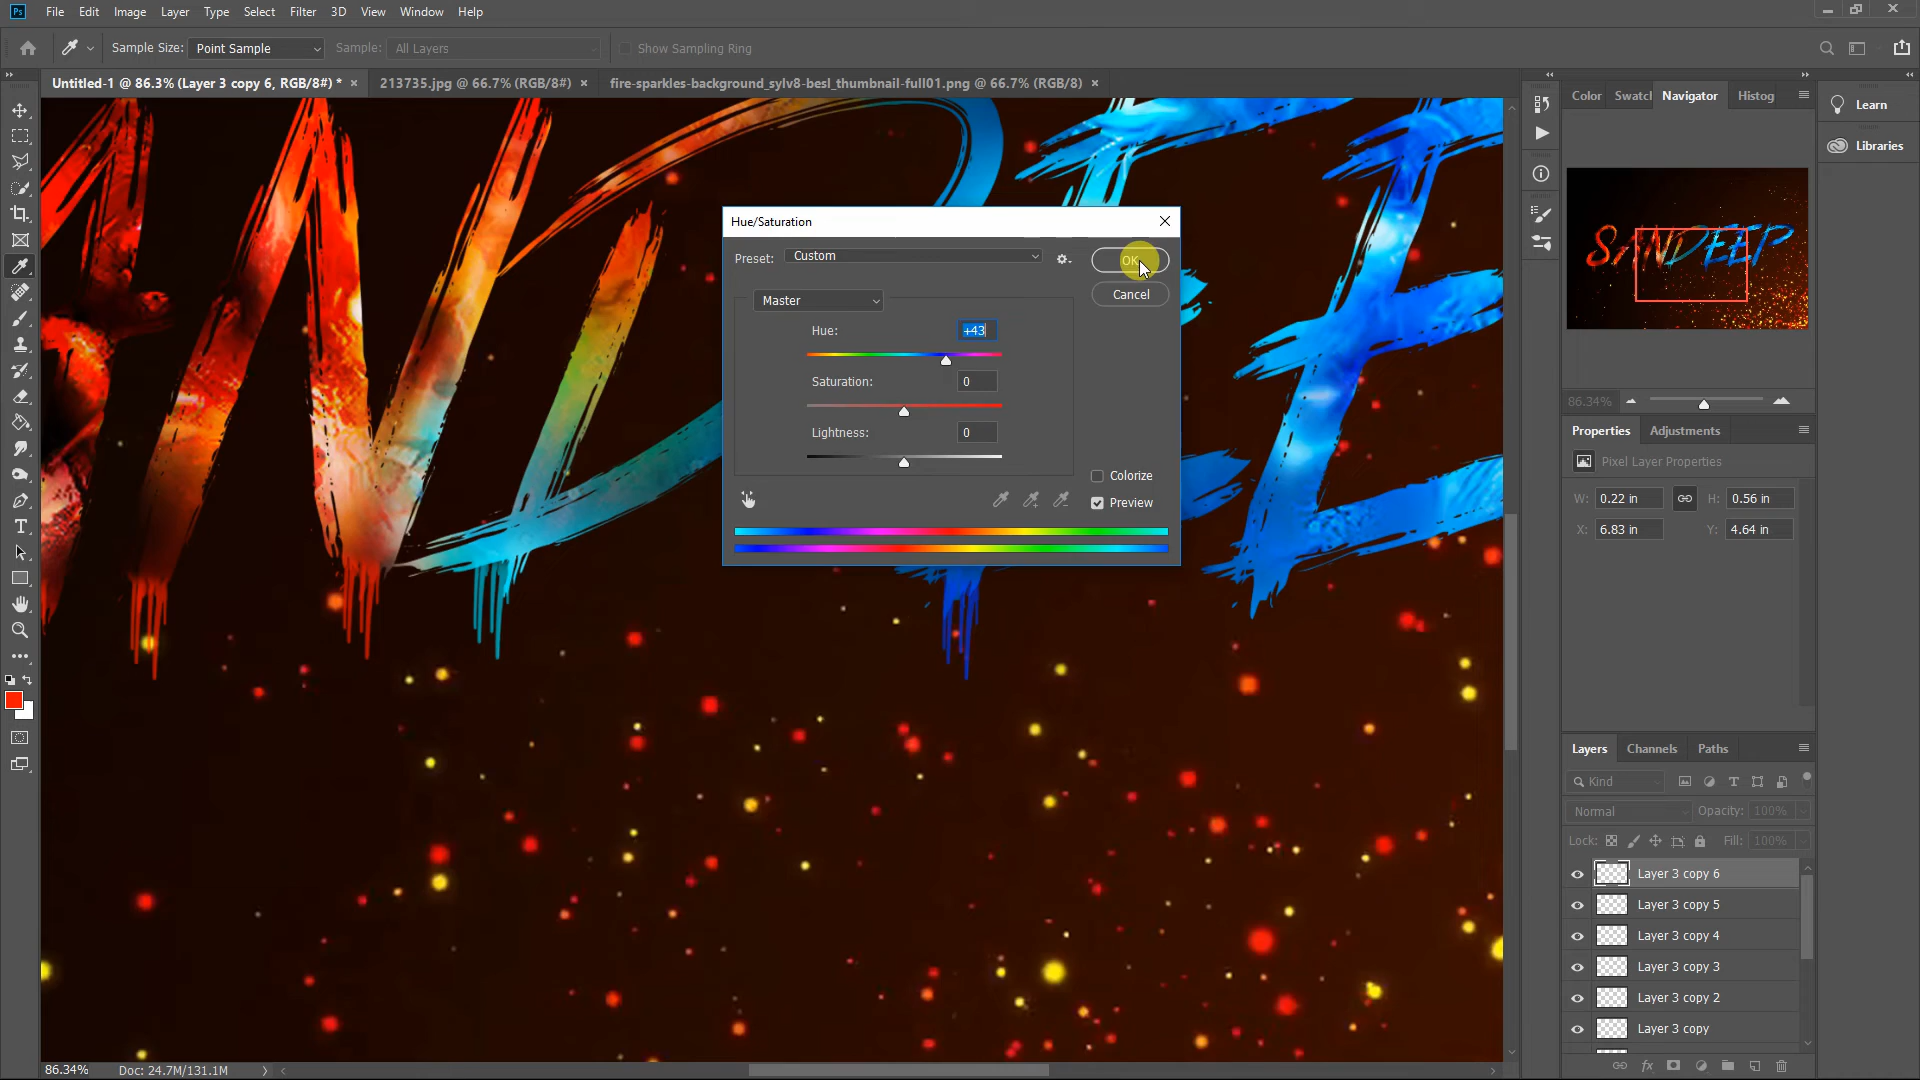 Ps File Edit Image Layer Type Select Filter 3D View Window Help
Sample Size: Point Sample Sample: All Layers Show Sampling Ring
Untitled-1 @ 86.3% (Layer 3 copy 6, RGB/8#) * × 213735.jpg @ 66.7% (RGB/8#) × fire-sparkles-background_sylv8-besl_thumbnail-full01.png @ 66.7% (RGB/8) ×
Color Swatcl Navigator Histog
Learn
Libraries
SANDEEP
86.34%
Hue/Saturation
Preset: Custom
OK
Cancel
Master
Hue: +43
Saturation: 0
Lightness: 0
Colorize
Preview
Properties Adjustments
Pixel Layer Properties
W: 0.22 in H: 0.56 in
X: 6.83 in Y: 4.64 in
Layers Channels Paths
Kind
Normal Opacity: 100%
Lock: Fill: 100%
Layer 3 copy 6
Layer 3 copy 5
Layer 3 copy 4
Layer 3 copy 3
Layer 3 copy 2
Layer 3 copy
fx
86.34% Doc: 24.7M/131.1M